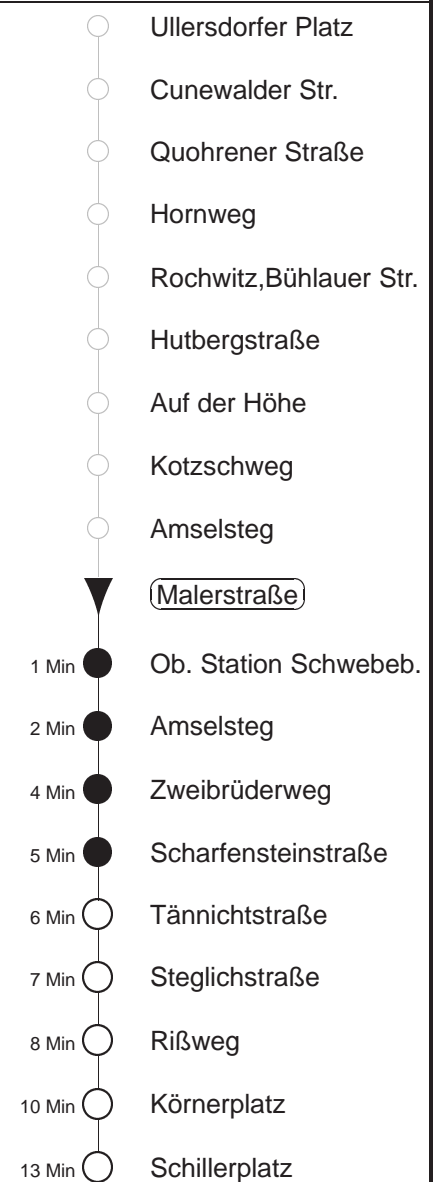 Ullersdorfer Platz
Cunewalder Str.
Quohrener Straße
Hornweg
Rochwitz,Bühlauer Str.
Hutbergstraße
Auf der Höhe
Kotzschweg
Amselsteg
Malerstraße
1 Min Ob. Station Schwebeb.
2 Min Amselsteg
4 Min Zweibrüderweg
5 Min Scharfensteinstraße
6 Min Tännichtstraße
7 Min Steglichstraße
8 Min Rißweg
10 Min Körnerplatz
13 Min Schillerplatz